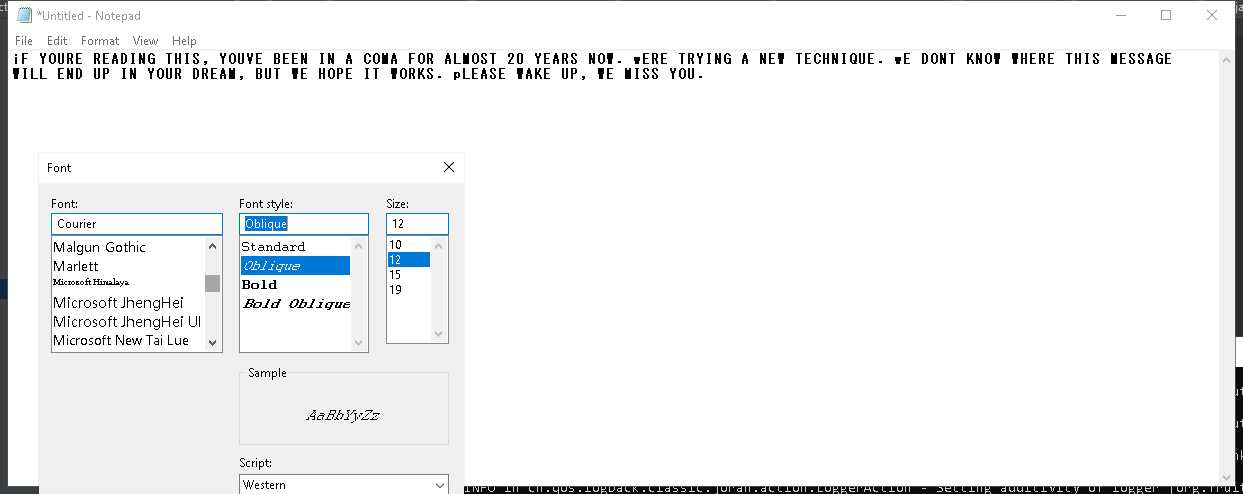 *Untitled - Notepad
File Edit Format View Help
iF YOURE READING THIS, YOUVE BEEN IN A COMA FOR ALMOST 20 YEARS NOW. wERE TRYING A NEW TECHNIQUE. wE DONT KNOW WHERE THIS MESSAGE
WILL END UP IN YOUR DREAM, BUT WE HOPE IT WORKS. pLEASE WAKE UP, WE MISS YOU.
Font
Font: Font style: Size:
Courier Oblique 12
Malgun Gothic Standard 10
Marlett Oblique 12
Microsoft Himalaya Bold 15
Microsoft JhengHei Bold Oblique 19
Microsoft JhengHei UI
Microsoft New Tai Lue
Sample
AaBbYyZz
Script:
Western
INFO in ch.qos.logback.classic.joran.action.LoggerAction - Setting additivity of logger